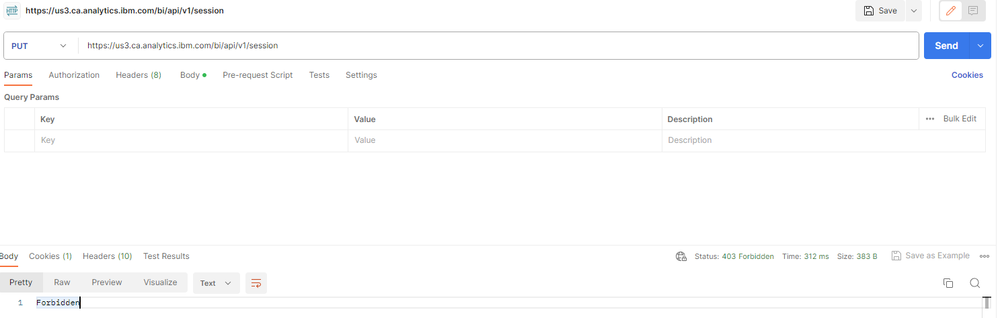 HTTP https://us3.ca.analytics.ibm.com/bi/api/v1/session Save
PUT https://us3.ca.analytics.ibm.com/bi/api/v1/session Send
Params Authorization Headers (8) Body Pre-request Script Tests Settings Cookies
Query Params
Key Value Description Bulk Edit
Key Value Description
Body Cookies (1) Headers (10) Test Results Status: 403 Forbidden Time: 312 ms Size: 383 B Save as Example
Pretty Raw Preview Visualize Text
1 Forbidden